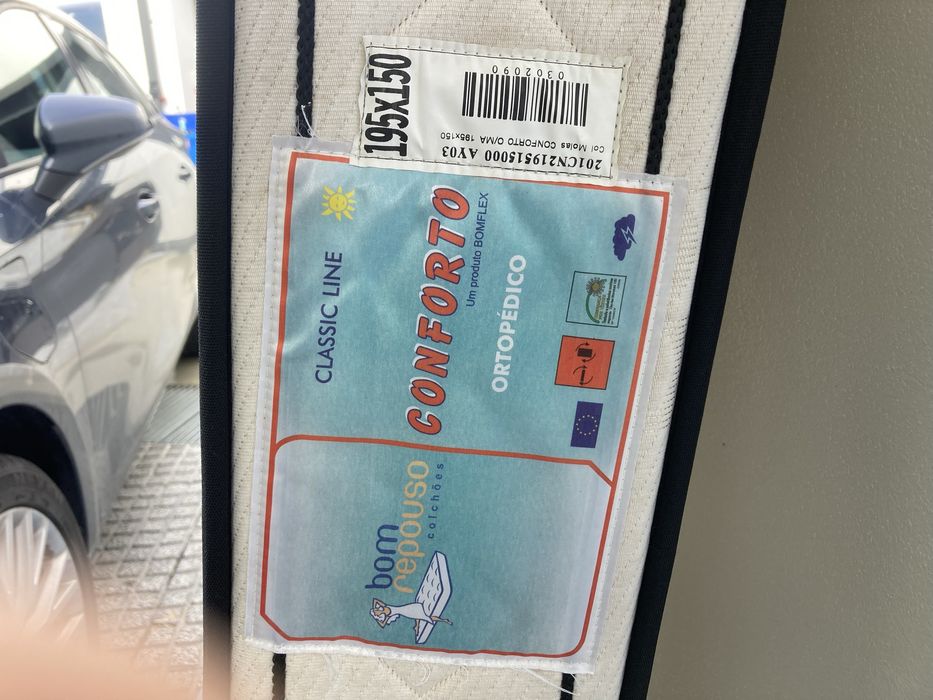 195x150
0302090
Col Molas CONFORTO O/MA 195x150
201CN219515000 AY03
CLASSIC LINE
CONFORTO
Um produto BOMFLEX
ORTOPÉDICO
bom
repouso
colchões